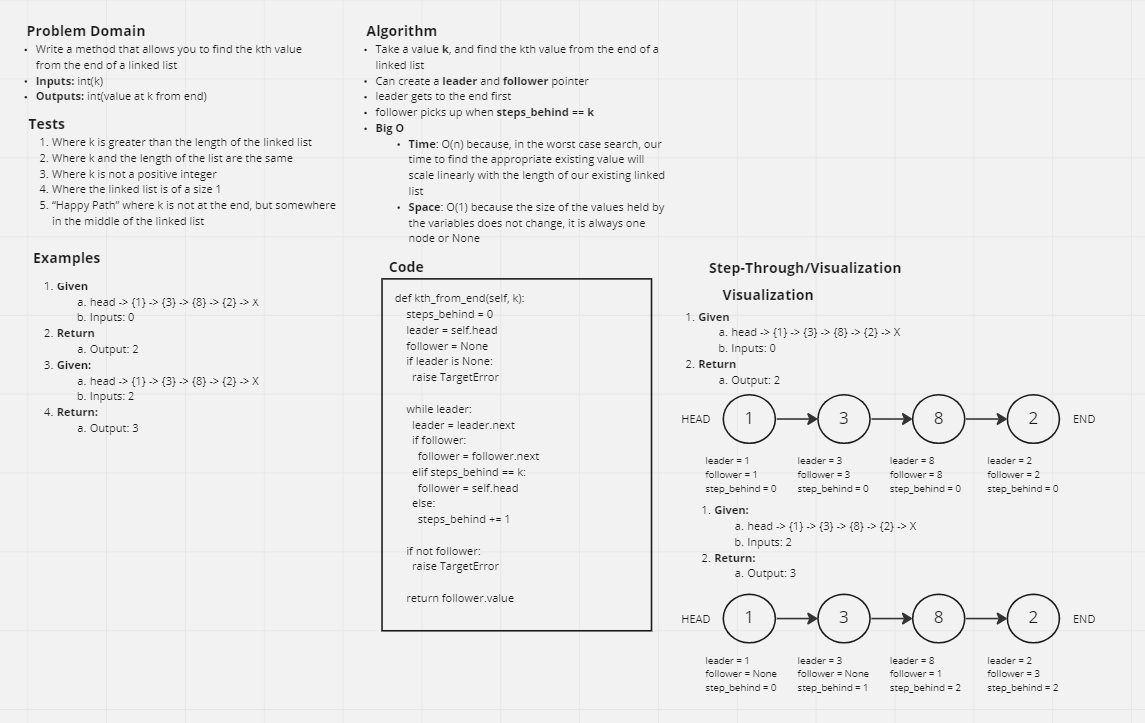 Problem Domain
• Write a method that allows you to find the kth value
from the end of a linked list
• Inputs: int(k)
• Outputs: int(value at k from end)
Tests
1. Where k is greater than the length of the linked list
2. Where k and the length of the list are the same
3. Where k is not a positive integer
4. Where the linked list is of a size 1
5. “Happy Path” where k is not at the end, but somewhere
in the middle of the linked list
Examples
1. Given
a. head -> {1} -> {3} -> {8} -> {2} -> X
b. Inputs: 0
2. Return
a. Output: 2
3. Given:
a. head -> {1} -> {3} -> {8} -> {2} -> X
b. Inputs: 2
4. Return:
a. Output: 3
Algorithm
• Take a value k, and find the kth value from the end of a
linked list
• Can create a leader and follower pointer
• leader gets to the end first
• follower picks up when steps_behind == k
• Big O
• Time: O(n) because, in the worst case search, our
time to find the appropriate existing value will
scale linearly with the length of our existing linked
list
• Space: O(1) because the size of the values held by
the variables does not change, it is always one
node or None
Code
def kth_from_end(self, k):
steps_behind = 0
leader = self.head
follower = None
if leader is None:
raise TargetError
while leader:
leader = leader.next
if follower:
follower = follower.next
elif steps_behind == k:
follower = self.head
else:
steps_behind += 1
if not follower:
raise TargetError
return follower.value
Step-Through/Visualization
Visualization
1. Given
a. head -> {1} -> {3} -> {8} -> {2} -> X
b. Inputs: 0
2. Return
a. Output: 2
HEAD 1 3 8 2 END
leader = 1 leader = 3 leader = 8 leader = 2
follower = 1 follower = 3 follower = 8 follower = 2
step_behind = 0 step_behind = 0 step_behind = 0 step_behind = 0
1. Given:
a. head -> {1} -> {3} -> {8} -> {2} -> X
b. Inputs: 2
2. Return:
a. Output: 3
HEAD 1 3 8 2 END
leader = 1 leader = 3 leader = 8 leader = 2
follower = None follower = None follower = 1 follower = 3
step_behind = 0 step_behind = 1 step_behind = 2 step_behind = 2